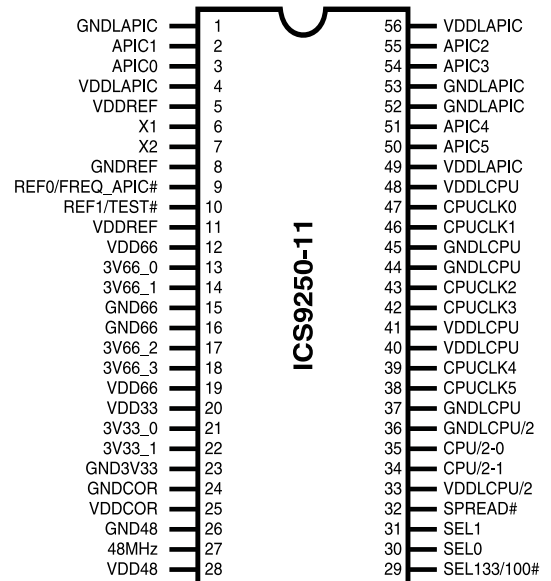 GNDLAPIC 1 56 VDDLAPIC
APIC1 2 55 APIC2
APIC0 3 54 APIC3
VDDLAPIC 4 53 GNDLAPIC
VDDREF 5 52 GNDLAPIC
X1 6 51 APIC4
X2 7 50 APIC5
GNDREF 8 49 VDDLAPIC
REF0/FREQ_APIC# 9 48 VDDLCPU
REF1/TEST# 10 47 CPUCLK0
VDDREF 11 46 CPUCLK1
VDD66 12 45 GNDLCPU
3V66_0 13 44 GNDLCPU
3V66_1 14 43 CPUCLK2
GND66 15 42 CPUCLK3
GND66 16 41 VDDLCPU
3V66_2 17 40 VDDLCPU
3V66_3 18 39 CPUCLK4
VDD66 19 38 CPUCLK5
VDD33 20 37 GNDLCPU
3V33_0 21 36 GNDLCPU/2
3V33_1 22 35 CPU/2-0
GND3V33 23 34 CPU/2-1
GNDCOR 24 33 VDDLCPU/2
VDDCOR 25 32 SPREAD#
GND48 26 31 SEL1
48MHz 27 30 SEL0
VDD48 28 29 SEL133/100#
ICS9250-11